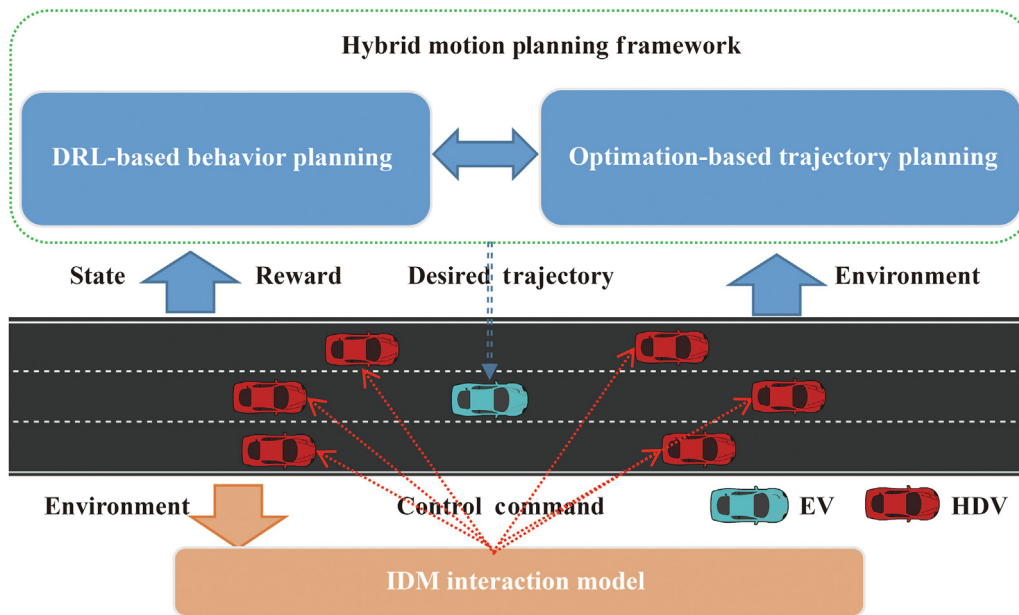 Hybrid motion planning framework
DRL-based behavior planning
Optimation-based trajectory planning
State
Reward
Desired trajectory
Environment
Environment
Control command
EV
HDV
IDM interaction model